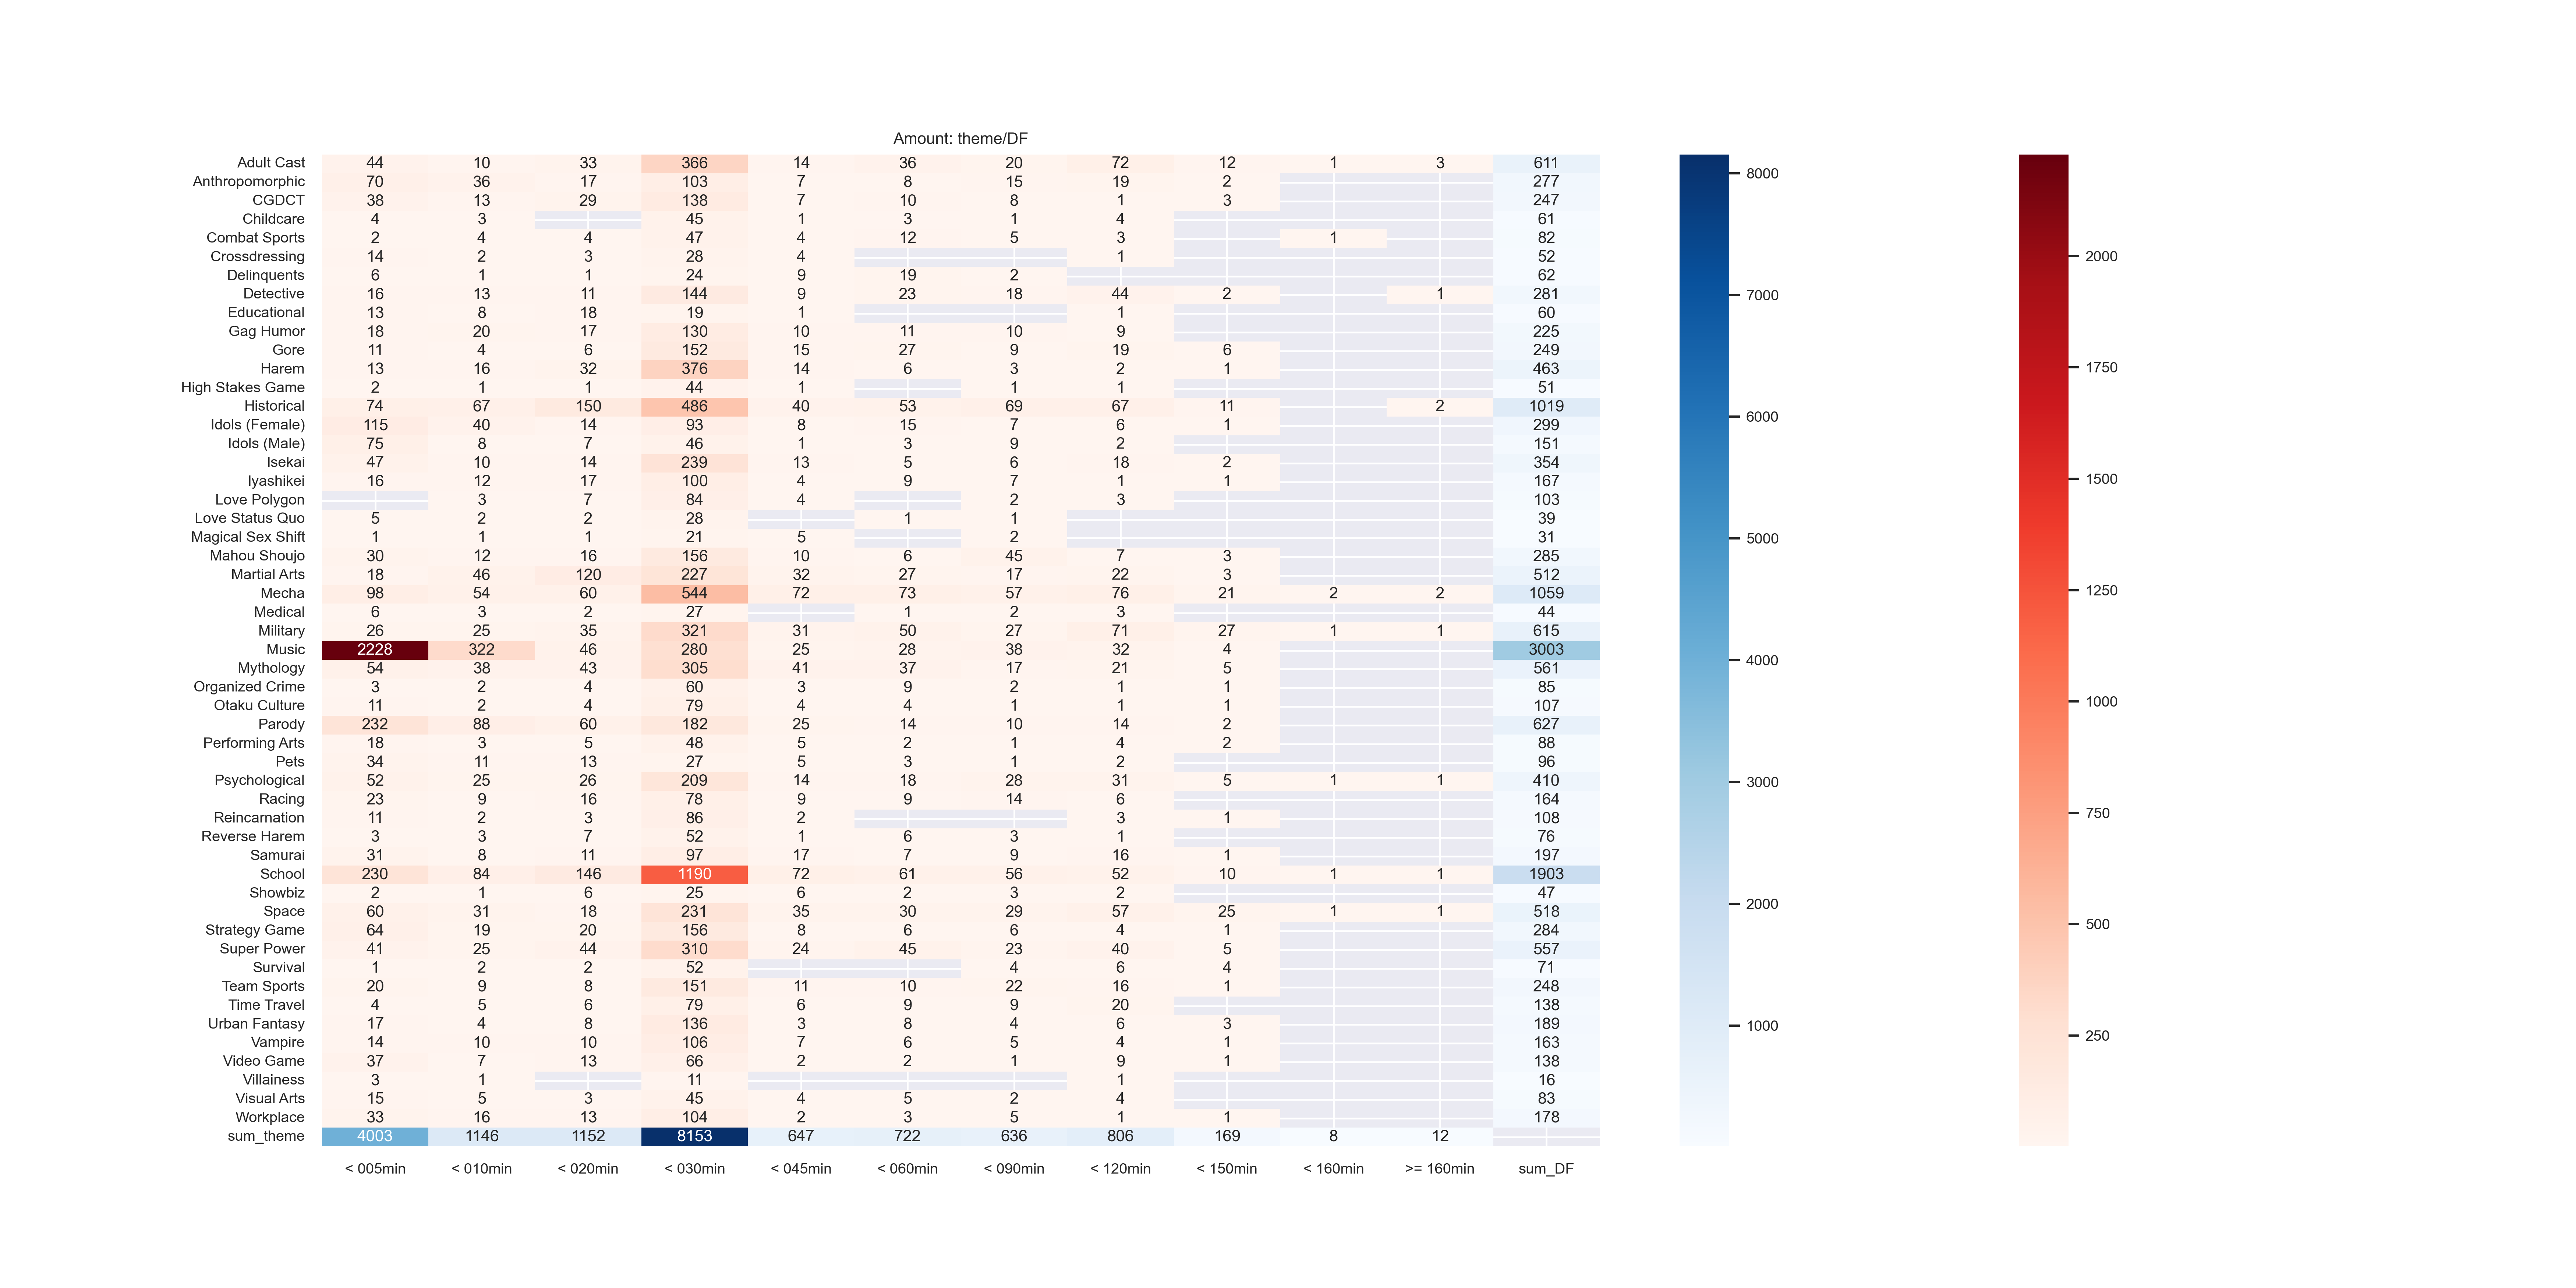 Amount: theme/DF
Adult Cast 44 10 33 366 14 36 20 72 12 1 3 611
Anthropomorphic 70 36 17 103 7 8 15 19 2 277
CGDCT 38 13 29 138 7 10 8 1 3 247
Childcare 4 3 45 1 3 1 4 61
Combat Sports 2 4 4 47 4 12 5 3 1 82
Crossdressing 14 2 3 28 4 1 52
Delinquents 6 1 1 24 9 19 2 62
Detective 16 13 11 144 9 23 18 44 2 1 281
Educational 13 8 18 19 1 1 60
Gag Humor 18 20 17 130 10 11 10 9 225
Gore 11 4 6 152 15 27 9 19 6 249
Harem 13 16 32 376 14 6 3 2 1 463
High Stakes Game 2 1 1 44 1 1 1 51
Historical 74 67 150 486 40 53 69 67 11 2 1019
Idols (Female) 115 40 14 93 8 15 7 6 1 299
Idols (Male) 75 8 7 46 1 3 9 2 151
Isekai 47 10 14 239 13 5 6 18 2 354
Iyashikei 16 12 17 100 4 9 7 1 1 167
Love Polygon 3 7 84 4 2 3 103
Love Status Quo 5 2 2 28 1 1 39
Magical Sex Shift 1 1 1 21 5 2 31
Mahou Shoujo 30 12 16 156 10 6 45 7 3 285
Martial Arts 18 46 120 227 32 27 17 22 3 512
Mecha 98 54 60 544 72 73 57 76 21 2 2 1059
Medical 6 3 2 27 1 2 3 44
Military 26 25 35 321 31 50 27 71 27 1 1 615
Music 2228 322 46 280 25 28 38 32 4 3003
Mythology 54 38 43 305 41 37 17 21 5 561
Organized Crime 3 2 4 60 3 9 2 1 1 85
Otaku Culture 11 2 4 79 4 4 1 1 1 107
Parody 232 88 60 182 25 14 10 14 2 627
Performing Arts 18 3 5 48 5 2 1 4 2 88
Pets 34 11 13 27 5 3 1 2 96
Psychological 52 25 26 209 14 18 28 31 5 1 1 410
Racing 23 9 16 78 9 9 14 6 164
Reincarnation 11 2 3 86 2 3 1 108
Reverse Harem 3 3 7 52 1 6 3 1 76
Samurai 31 8 11 97 17 7 9 16 1 197
School 230 84 146 1190 72 61 56 52 10 1 1 1903
Showbiz 2 1 6 25 6 2 3 2 47
Space 60 31 18 231 35 30 29 57 25 1 1 518
Strategy Game 64 19 20 156 8 6 6 4 1 284
Super Power 41 25 44 310 24 45 23 40 5 557
Survival 1 2 2 52 4 6 4 71
Team Sports 20 9 8 151 11 10 22 16 1 248
Time Travel 4 5 6 79 6 9 9 20 138
Urban Fantasy 17 4 8 136 3 8 4 6 3 189
Vampire 14 10 10 106 7 6 5 4 1 163
Video Game 37 7 13 66 2 2 1 9 1 138
Villainess 3 1 11 1 16
Visual Arts 15 5 3 45 4 5 2 4 83
Workplace 33 16 13 104 2 3 5 1 1 178
sum_theme 4003 1146 1152 8153 647 722 636 806 169 8 12
< 005min < 010min < 020min < 030min < 045min < 060min < 090min < 120min < 150min < 160min >= 160min sum_DF
8000
7000
6000
5000
4000
3000
2000
1000
2000
1750
1500
1250
1000
750
500
250